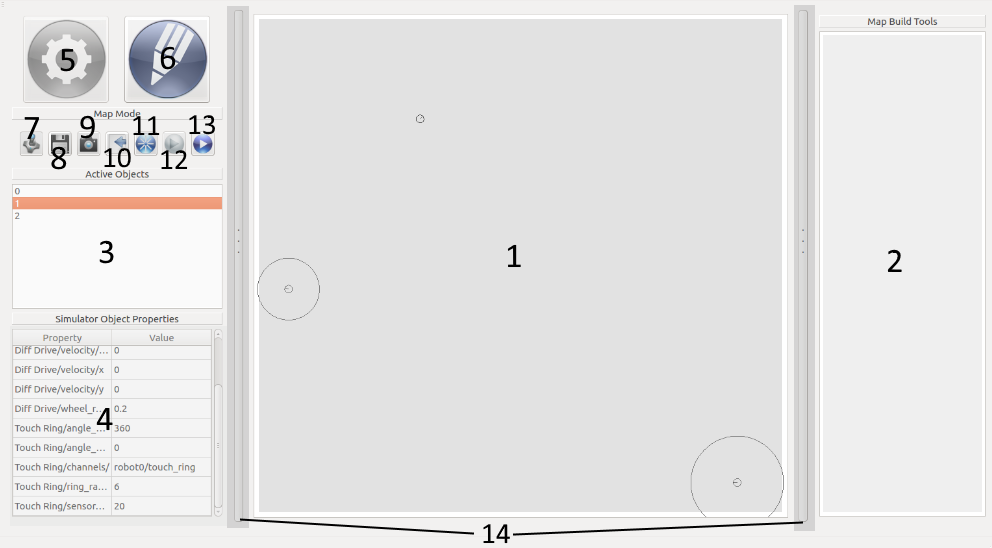 5
6
Map Mode
7
9
11
13
8
10
12
Active Objects
0
1
2
3
Simulator Object Properties
Property Value
Diff Drive/velocity/... 0
Diff Drive/velocity/x 0
Diff Drive/velocity/y 0
Diff Drive/wheel_r... 0.2
4
Touch Ring/angle_... 360
Touch Ring/angle_... 0
Touch Ring/channels/ robot0/touch_ring
Touch Ring/ring_ra... 6
Touch Ring/sensor... 20
1
14
Map Build Tools
2